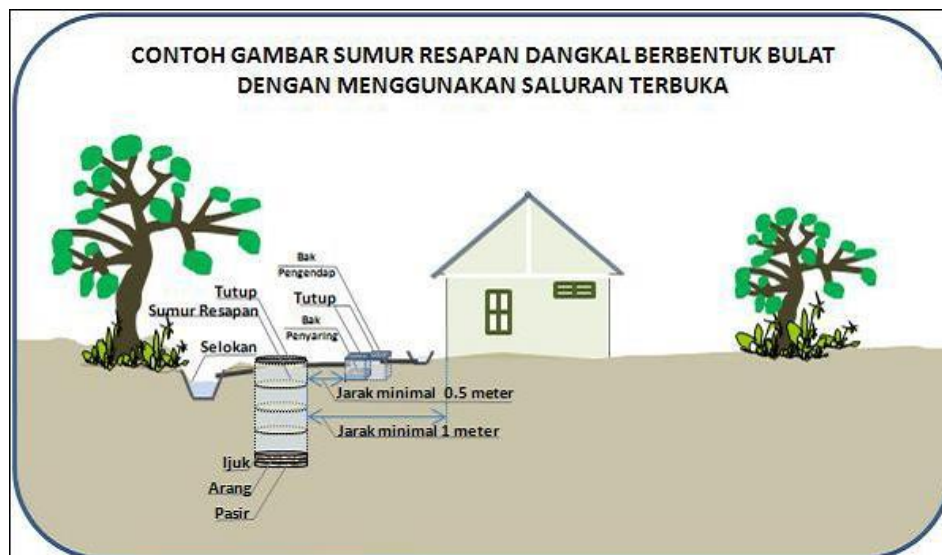 CONTOH GAMBAR SUMUR RESAPAN DANGKAL BERBENTUK BULAT
DENGAN MENGGUNAKAN SALURAN TERBUKA
Bak
Pengendap
Tutup
Tutup
Sumur Resapan
Bak
Penyaring
Selokan
Jarak minimal 0.5 meter
Jarak minimal 1 meter
Ijuk
Arang
Pasir